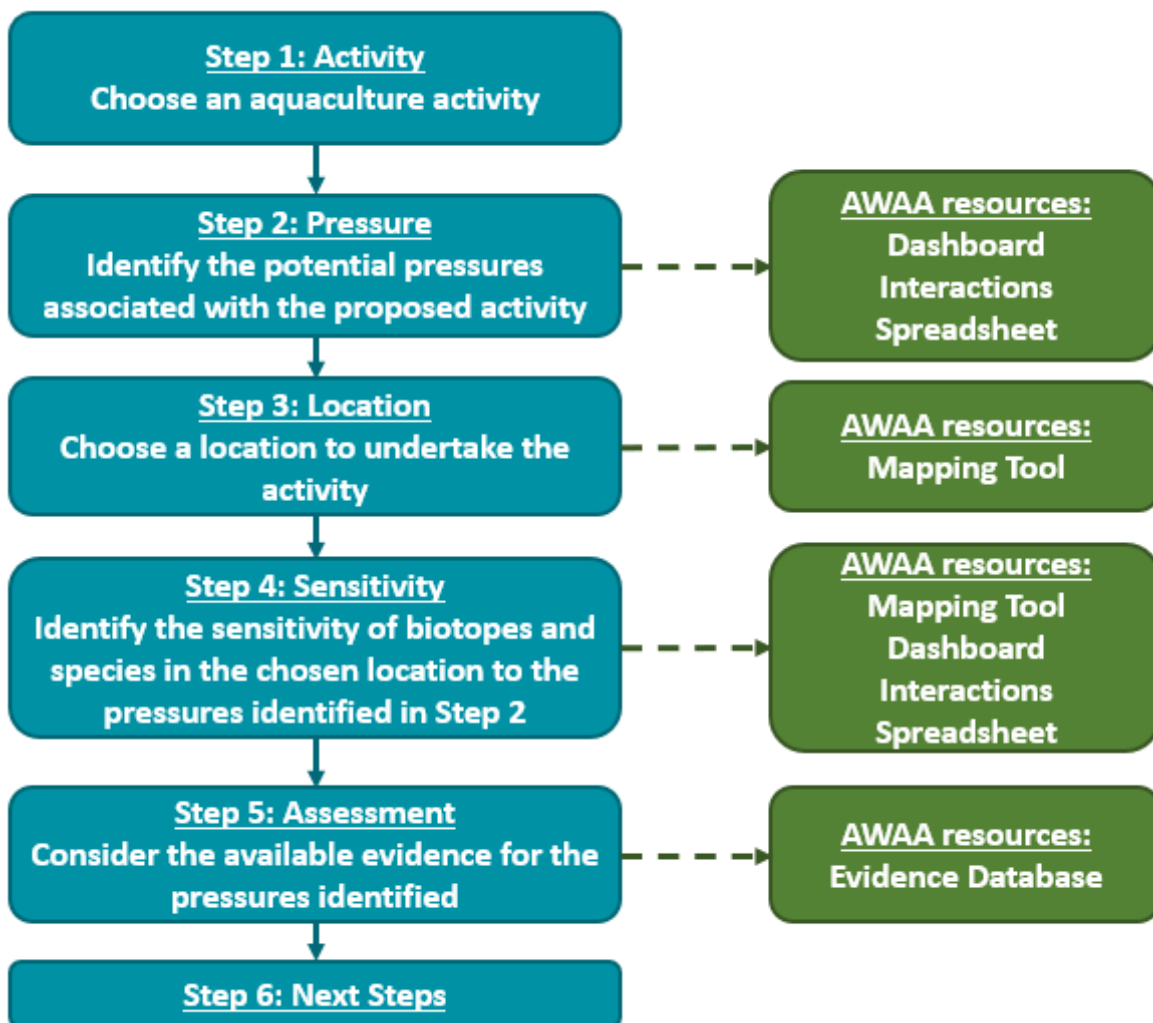 Step 1: Activity
Choose an aquaculture activity
Step 2: Pressure
Identify the potential pressures
associated with the proposed activity
AWAA resources:
Dashboard
Interactions
Spreadsheet
Step 3: Location
Choose a location to undertake the
activity
AWAA resources:
Mapping Tool
Step 4: Sensitivity
Identify the sensitivity of biotopes and
species in the chosen location to the
pressures identified in Step 2
AWAA resources:
Mapping Tool
Dashboard
Interactions
Spreadsheet
Step 5: Assessment
Consider the available evidence for the
pressures identified
AWAA resources:
Evidence Database
Step 6: Next Steps